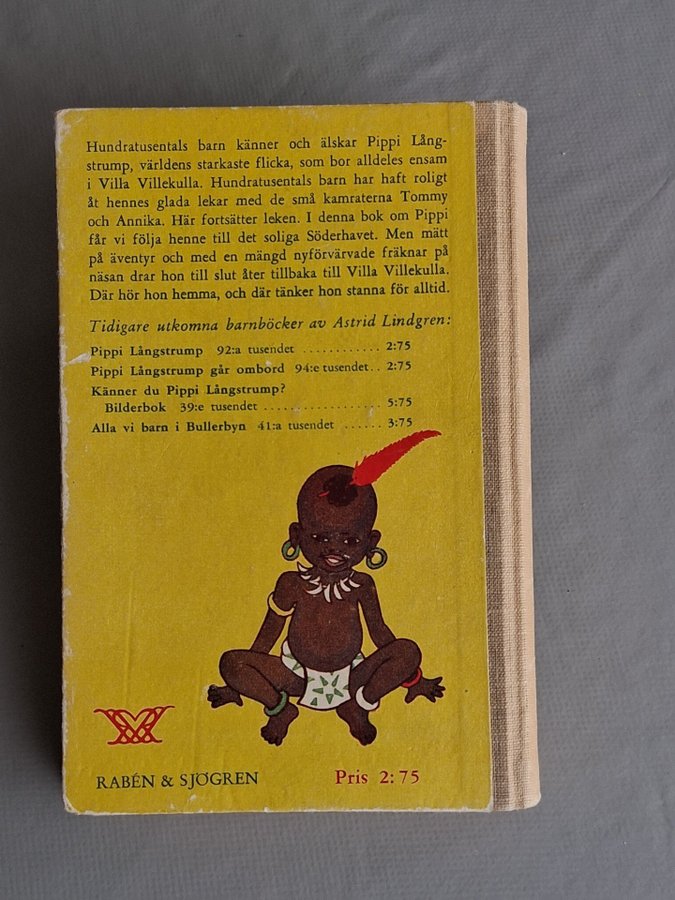 Hundratusentals barn känner och älskar Pippi Lång-
strump, världens starkaste flicka, som bor alldeles ensam
i Villa Villekulla. Hundratusentals barn har haft roligt
åt hennes glada lekar med de små kamraterna Tommy
och Annika. Här fortsätter leken. I denna bok om Pippi
får vi följa henne till det soliga Söderhavet. Men mätt
på äventyr och med en mängd nyförvärvade fräknar på
näsan drar hon till slut åter tillbaka till Villa Villekulla.
Där hör hon hemma, och där tänker hon stanna för alltid.
Tidigare utkomna barnböcker av Astrid Lindgren:
Pippi Långstrump 92:a tusendet ............ 2:75
Pippi Långstrump går ombord 94:e tusendet.. 2:75
Känner du Pippi Långstrump?
Bilderbok 39:e tusendet .................. 5:75
Alla vi barn i Bullerbyn 41:a tusendet ...... 3:75
RABÉN & SJÖGREN Pris 2:75